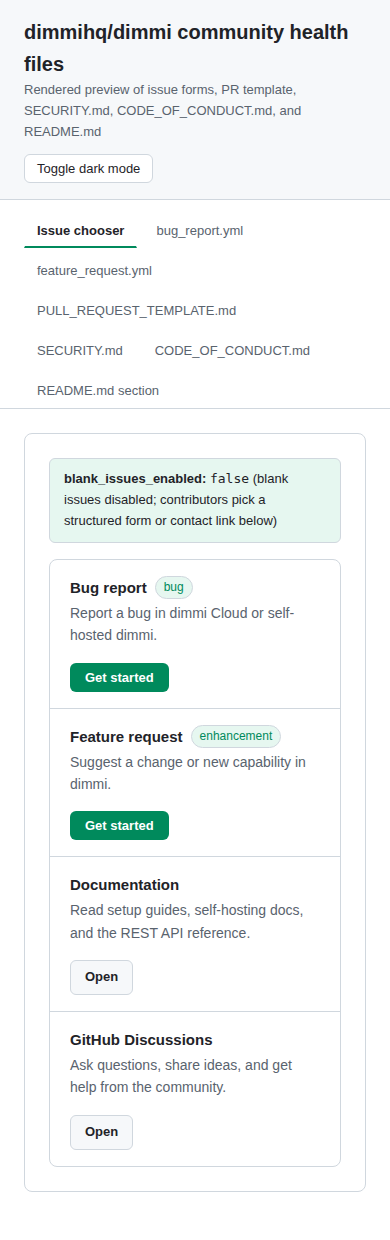 dimmihq/dimmi community health
files
Rendered preview of issue forms, PR template,
SECURITY.md, CODE_OF_CONDUCT.md, and
README.md
Toggle dark mode
Issue chooser bug_report.yml
feature_request.yml
PULL_REQUEST_TEMPLATE.md
SECURITY.md CODE_OF_CONDUCT.md
README.md section
blank_issues_enabled: false (blank
issues disabled; contributors pick a
structured form or contact link below)
Bug report bug
Report a bug in dimmi Cloud or self-
hosted dimmi.
Get started
Feature request enhancement
Suggest a change or new capability in
dimmi.
Get started
Documentation
Read setup guides, self-hosting docs,
and the REST API reference.
Open
GitHub Discussions
Ask questions, share ideas, and get
help from the community.
Open